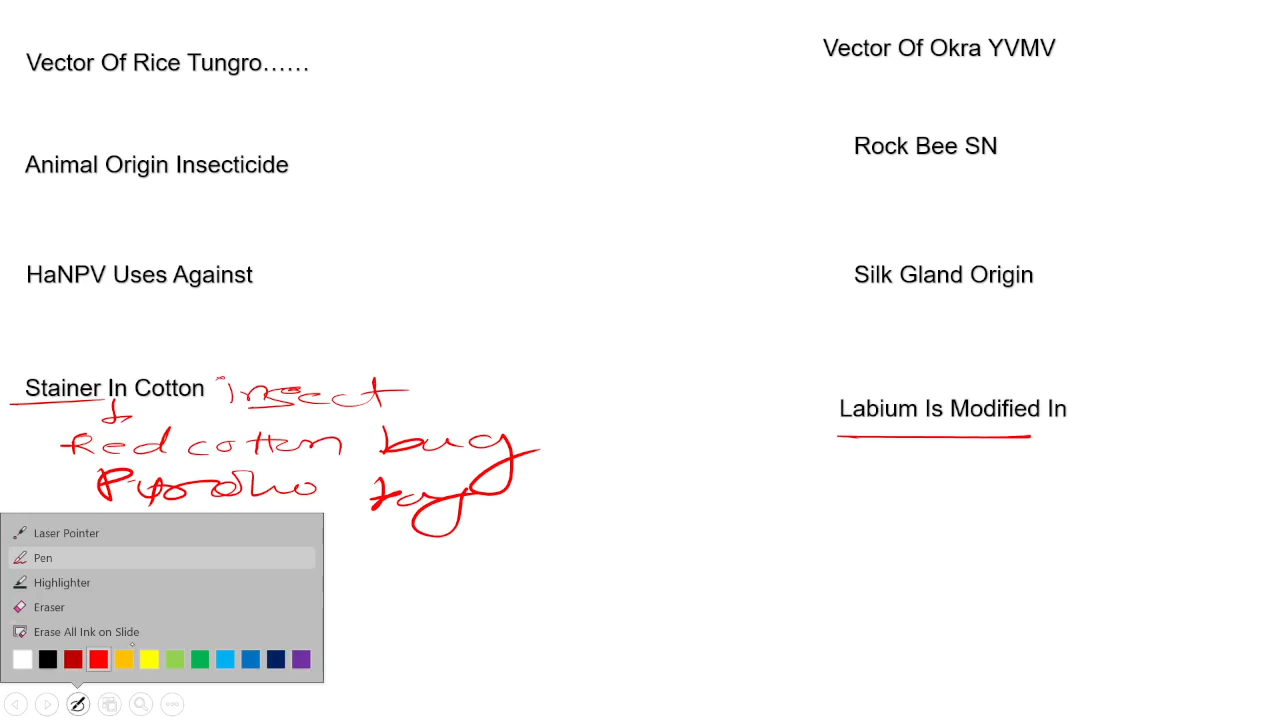 Vector Of Rice Tungro……
Animal Origin Insecticide
HaNPV Uses Against
Stainer In Cotton insect
Red cotton bug
Vector Of Okra YVMV
Rock Bee SN
Silk Gland Origin
Labium Is Modified In
Laser Pointer
Pen
Highlighter
Eraser
Erase All Ink on Slide